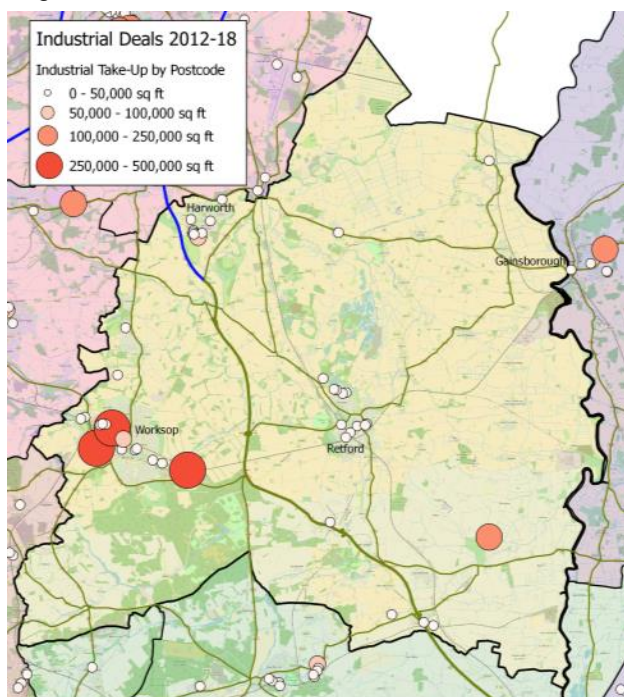 Industrial Deals 2012-18
Industrial Take-Up by Postcode
0 - 50,000 sq ft
50,000 - 100,000 sq ft
100,000 - 250,000 sq ft
250,000 - 500,000 sq ft
Harworth
Gainsborough
Worksop
Retford